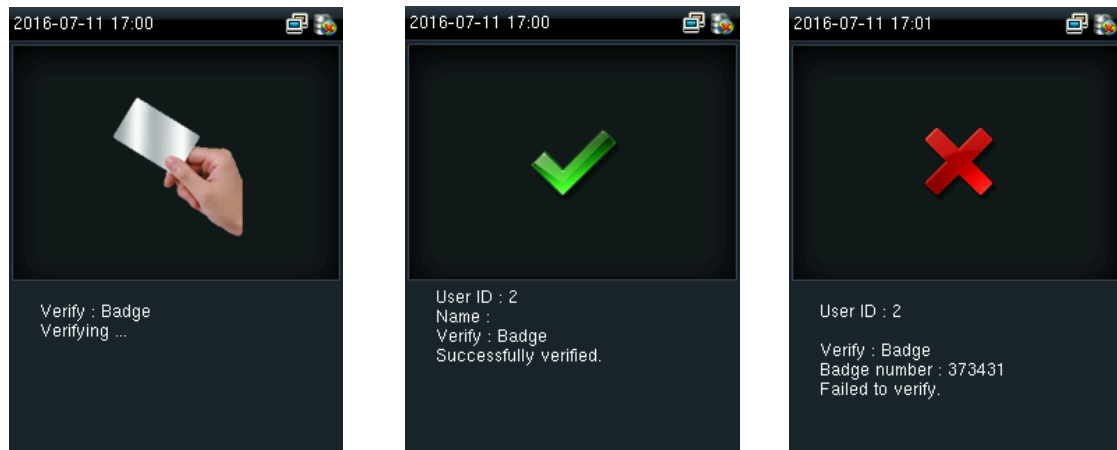 2016-07-11 17:00
Verify : Badge
Verifying ...
2016-07-11 17:00
User ID : 2
Name :
Verify : Badge
Successfully verified.
2016-07-11 17:01
User ID : 2
Verify : Badge
Badge number : 373431
Failed to verify.